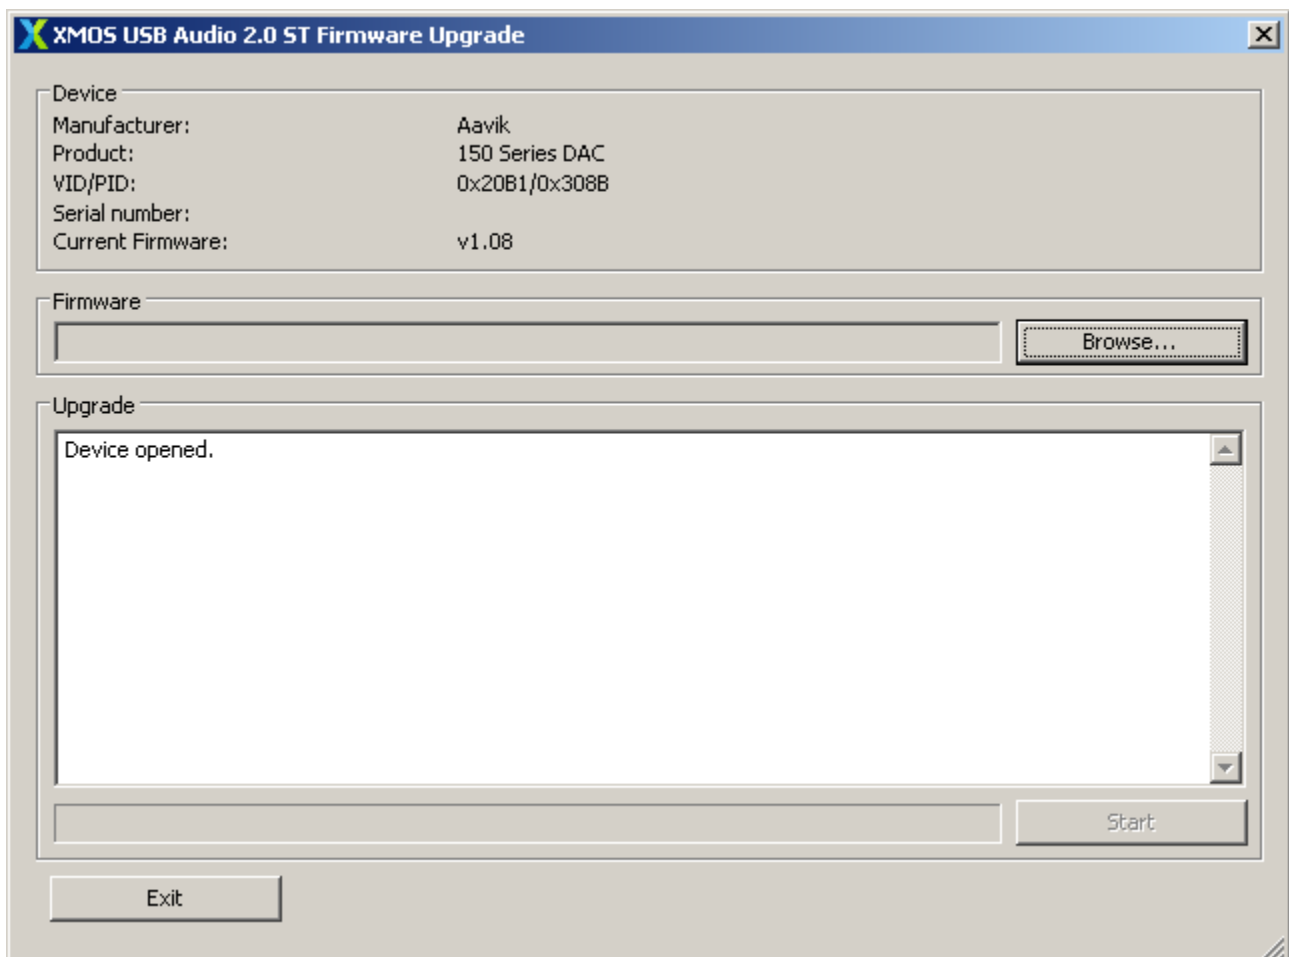 XMOS USB Audio 2.0 ST Firmware Upgrade
Device
Manufacturer: Aavik
Product: 150 Series DAC
VID/PID: 0x20B1/0x308B
Serial number:
Current Firmware: v1.08
Firmware
Browse...
Upgrade
Device opened.
Start
Exit